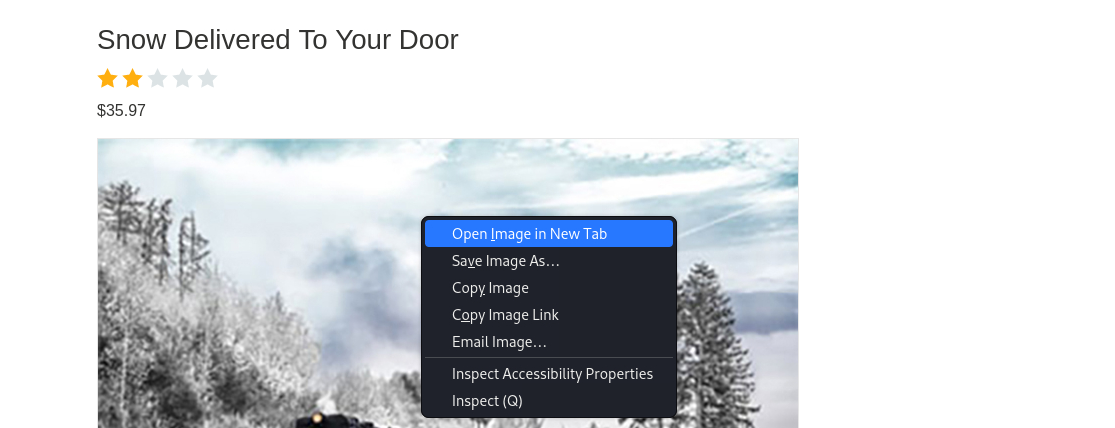 Snow Delivered To Your Door
$35.97
Open Image in New Tab
Save Image As…
Copy Image
Copy Image Link
Email Image…
Inspect Accessibility Properties
Inspect (Q)